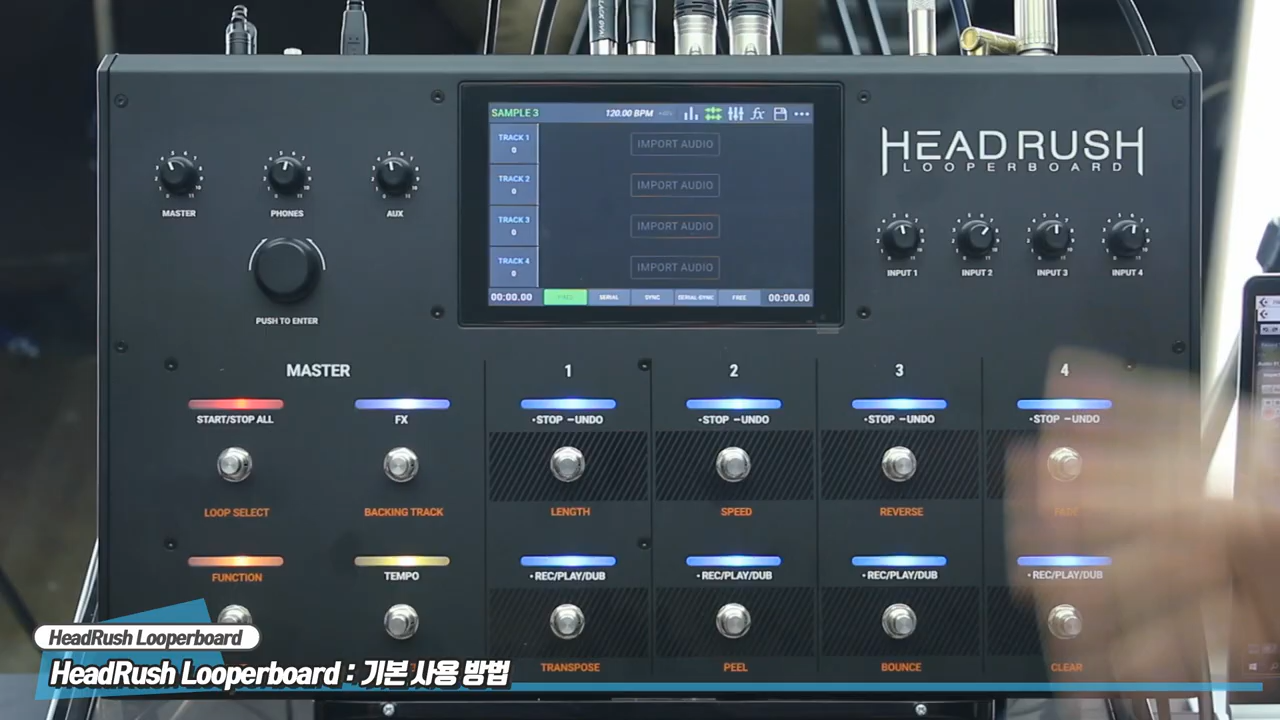 SAMPLE 3 120.00 BPM fx
TRACK 1
0
IMPORT AUDIO
TRACK 2
0
IMPORT AUDIO
TRACK 3
0
IMPORT AUDIO
TRACK 4
0
IMPORT AUDIO
00:00.00 SERIAL SYNC SERIAL-SYNC FREE 00:00.00
HEADRUSH
LOOPERBOARD
MASTER PHONES AUX
PUSH TO ENTER
INPUT 1 INPUT 2 INPUT 3 INPUT 4
MASTER 1 2 3 4
START/STOP ALL FX •STOP –UNDO •STOP –UNDO •STOP –UNDO •STOP –UNDO
LOOP SELECT BACKING TRACK LENGTH SPEED REVERSE FADE
FUNCTION TEMPO •REC/PLAY/DUB •REC/PLAY/DUB •REC/PLAY/DUB •REC/PLAY/DUB
TRANSPOSE PEEL BOUNCE CLEAR
HeadRush Looperboard
HeadRush Looperboard : 기본 사용 방법